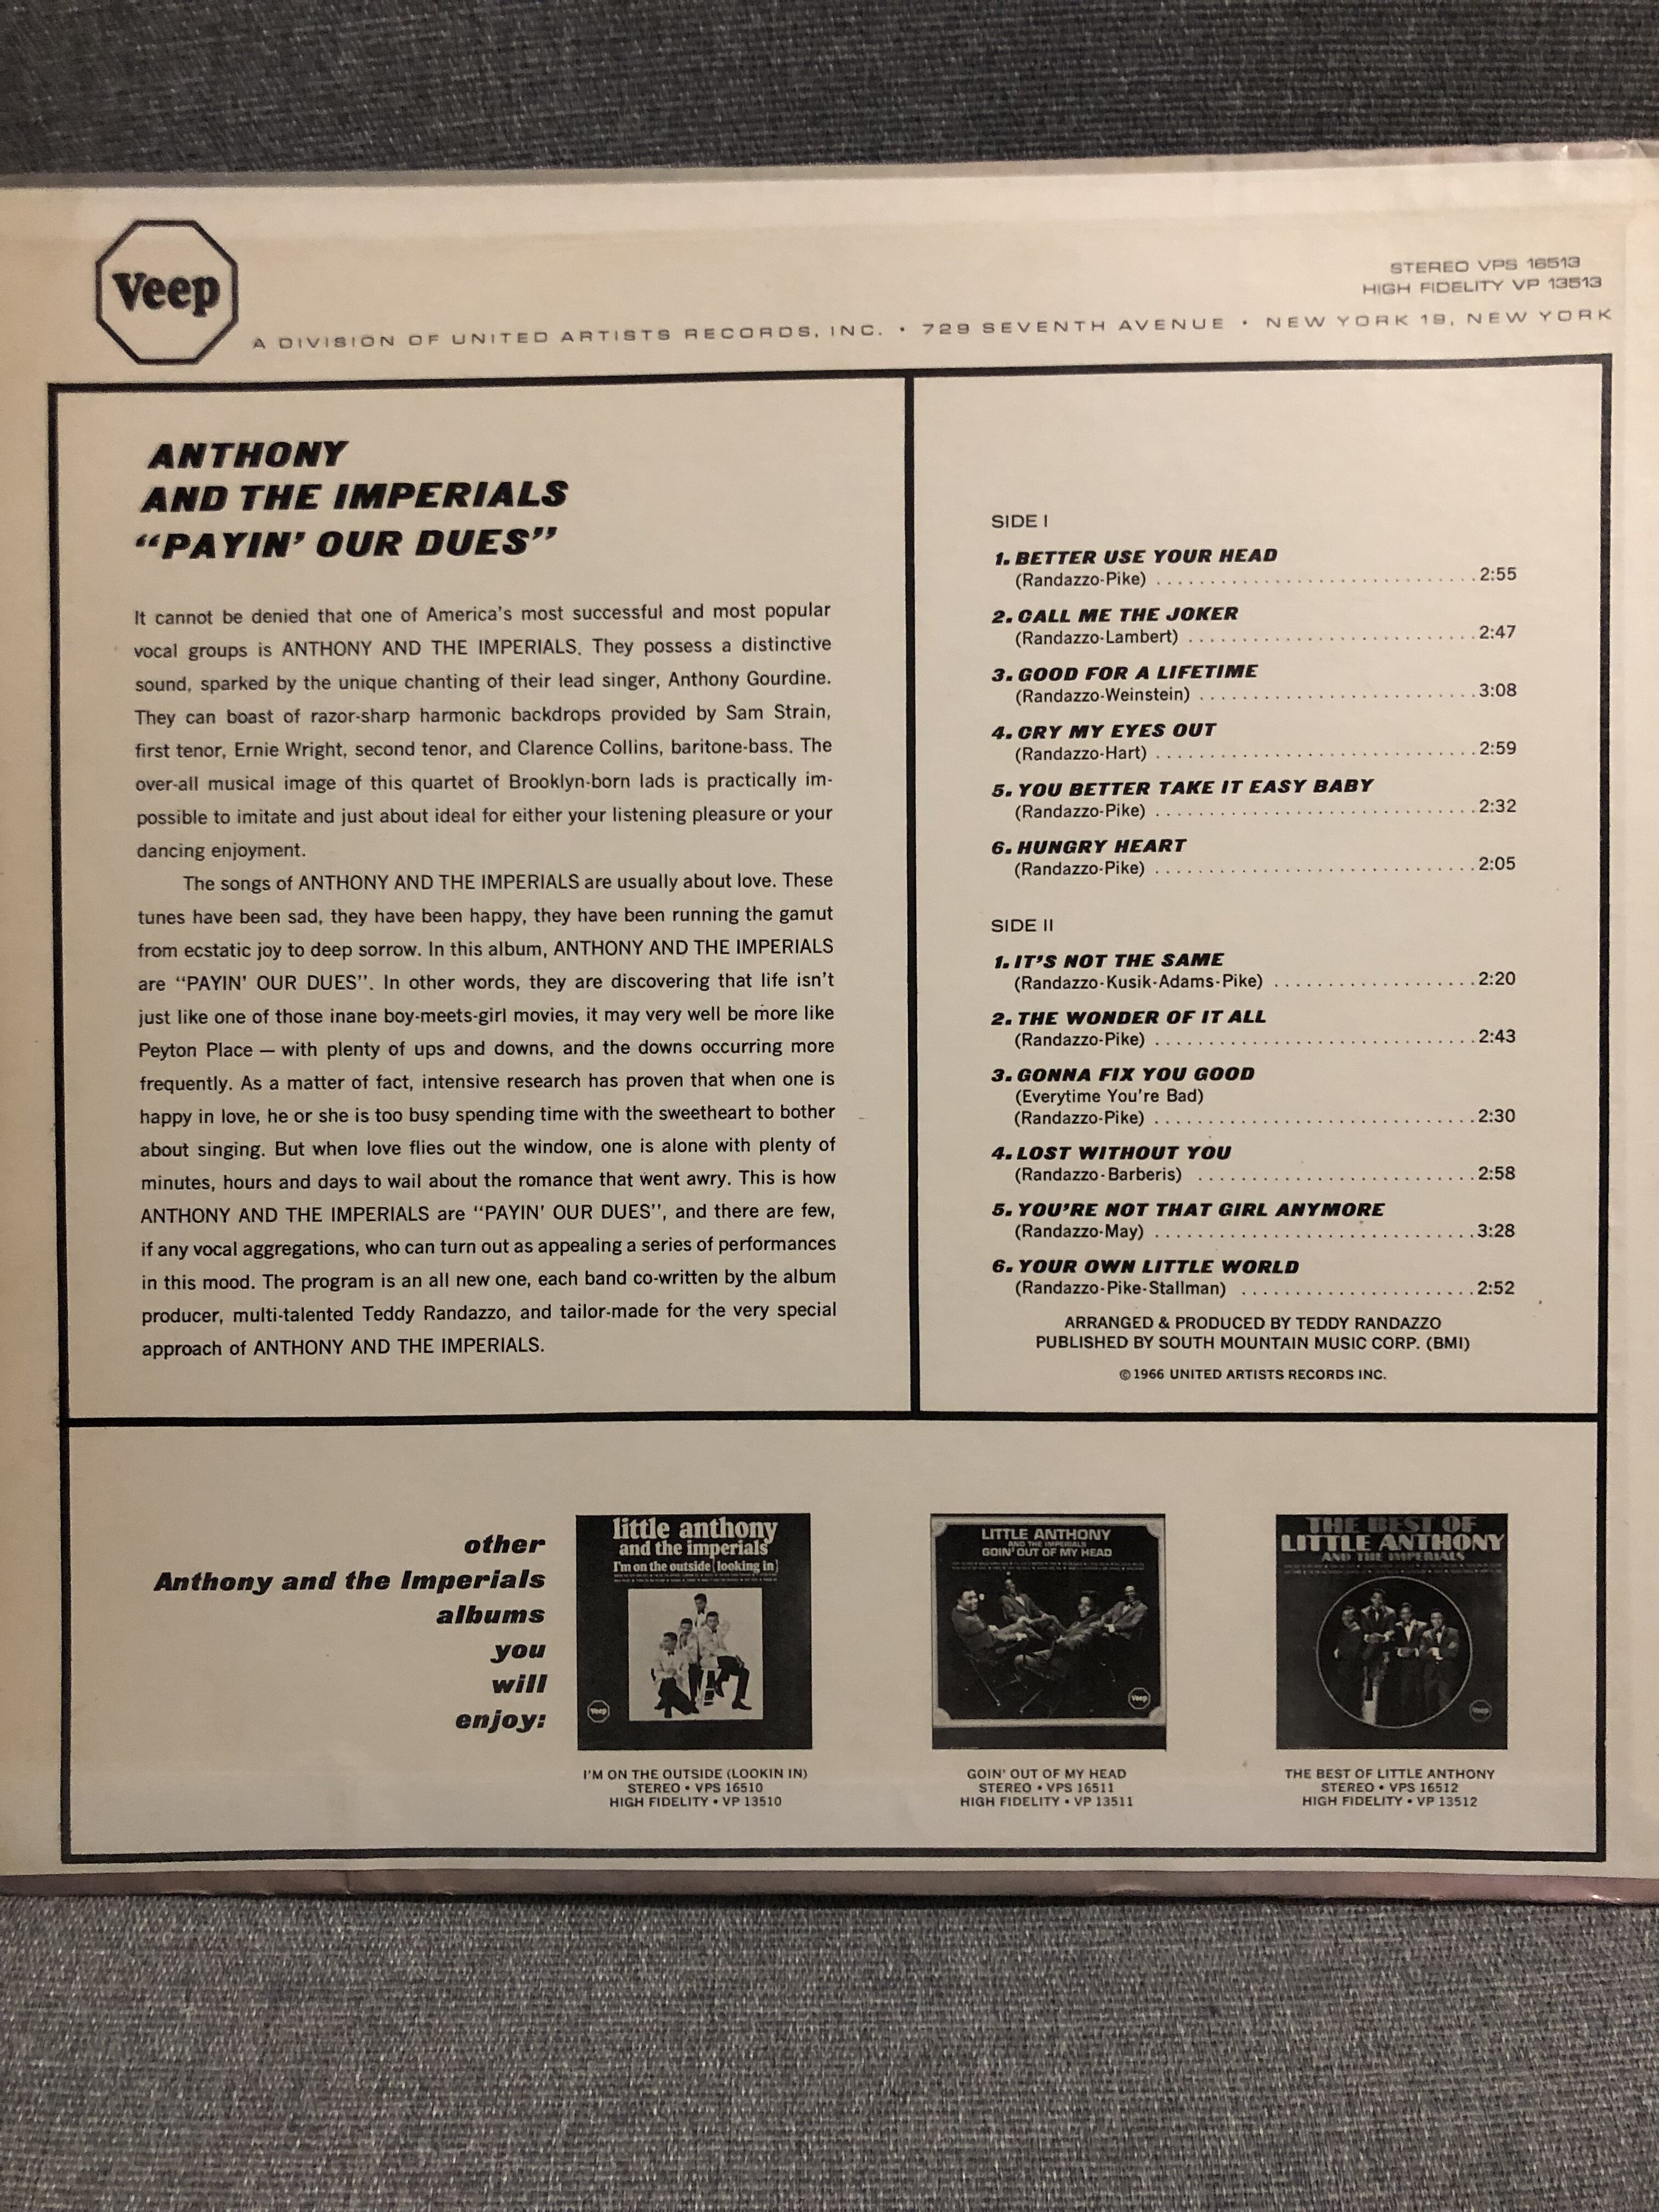 Veep
STEREO VPS 16513
HIGH FIDELITY VP 13513
A DIVISION OF UNITED ARTISTS RECORDS, INC. • 729 SEVENTH AVENUE • NEW YORK 19, NEW YORK
ANTHONY
AND THE IMPERIALS
“PAYIN’ OUR DUES”
It cannot be denied that one of America’s most successful and most popular
vocal groups is ANTHONY AND THE IMPERIALS. They possess a distinctive
sound, sparked by the unique chanting of their lead singer, Anthony Gourdine.
They can boast of razor-sharp harmonic backdrops provided by Sam Strain,
first tenor, Ernie Wright, second tenor, and Clarence Collins, baritone-bass. The
over-all musical image of this quartet of Brooklyn-born lads is practically im-
possible to imitate and just about ideal for either your listening pleasure or your
dancing enjoyment.
The songs of ANTHONY AND THE IMPERIALS are usually about love. These
tunes have been sad, they have been happy, they have been running the gamut
from ecstatic joy to deep sorrow. In this album, ANTHONY AND THE IMPERIALS
are “PAYIN’ OUR DUES”. In other words, they are discovering that life isn’t
just like one of those inane boy-meets-girl movies, it may very well be more like
Peyton Place — with plenty of ups and downs, and the downs occurring more
frequently. As a matter of fact, intensive research has proven that when one is
happy in love, he or she is too busy spending time with the sweetheart to bother
about singing. But when love flies out the window, one is alone with plenty of
minutes, hours and days to wail about the romance that went awry. This is how
ANTHONY AND THE IMPERIALS are “PAYIN’ OUR DUES”, and there are few,
if any vocal aggregations, who can turn out as appealing a series of performances
in this mood. The program is an all new one, each band co-written by the album
producer, multi-talented Teddy Randazzo, and tailor-made for the very special
approach of ANTHONY AND THE IMPERIALS.
SIDE I
1. BETTER USE YOUR HEAD
(Randazzo-Pike) .............................. 2:55
2. CALL ME THE JOKER
(Randazzo-Lambert) ........................... 2:47
3. GOOD FOR A LIFETIME
(Randazzo-Weinstein) .......................... 3:08
4. CRY MY EYES OUT
(Randazzo-Hart) .............................. 2:59
5. YOU BETTER TAKE IT EASY BABY
(Randazzo-Pike) .............................. 2:32
6. HUNGRY HEART
(Randazzo-Pike) .............................. 2:05
SIDE II
1. IT’S NOT THE SAME
(Randazzo-Kusik-Adams-Pike) ................... 2:20
2. THE WONDER OF IT ALL
(Randazzo-Pike) .............................. 2:43
3. GONNA FIX YOU GOOD
(Everytime You’re Bad)
(Randazzo-Pike) .............................. 2:30
4. LOST WITHOUT YOU
(Randazzo-Barberis) .......................... 2:58
5. YOU’RE NOT THAT GIRL ANYMORE
(Randazzo-May) .............................. 3:28
6. YOUR OWN LITTLE WORLD
(Randazzo-Pike-Stallman) ...................... 2:52
ARRANGED & PRODUCED BY TEDDY RANDAZZO
PUBLISHED BY SOUTH MOUNTAIN MUSIC CORP. (BMI)
© 1966 UNITED ARTISTS RECORDS INC.
other
Anthony and the Imperials
albums
you
will
enjoy:
little anthony
and the imperials
I'm on the outside (looking in)
Veep
I’M ON THE OUTSIDE (LOOKIN IN)
STEREO • VPS 16510
HIGH FIDELITY • VP 13510
LITTLE ANTHONY
AND THE IMPERIALS
GOIN' OUT OF MY HEAD
Veep
GOIN’ OUT OF MY HEAD
STEREO • VPS 16511
HIGH FIDELITY • VP 13511
THE BEST OF
LITTLE ANTHONY
AND THE IMPERIALS
Veep
THE BEST OF LITTLE ANTHONY
STEREO • VPS 16512
HIGH FIDELITY • VP 13512